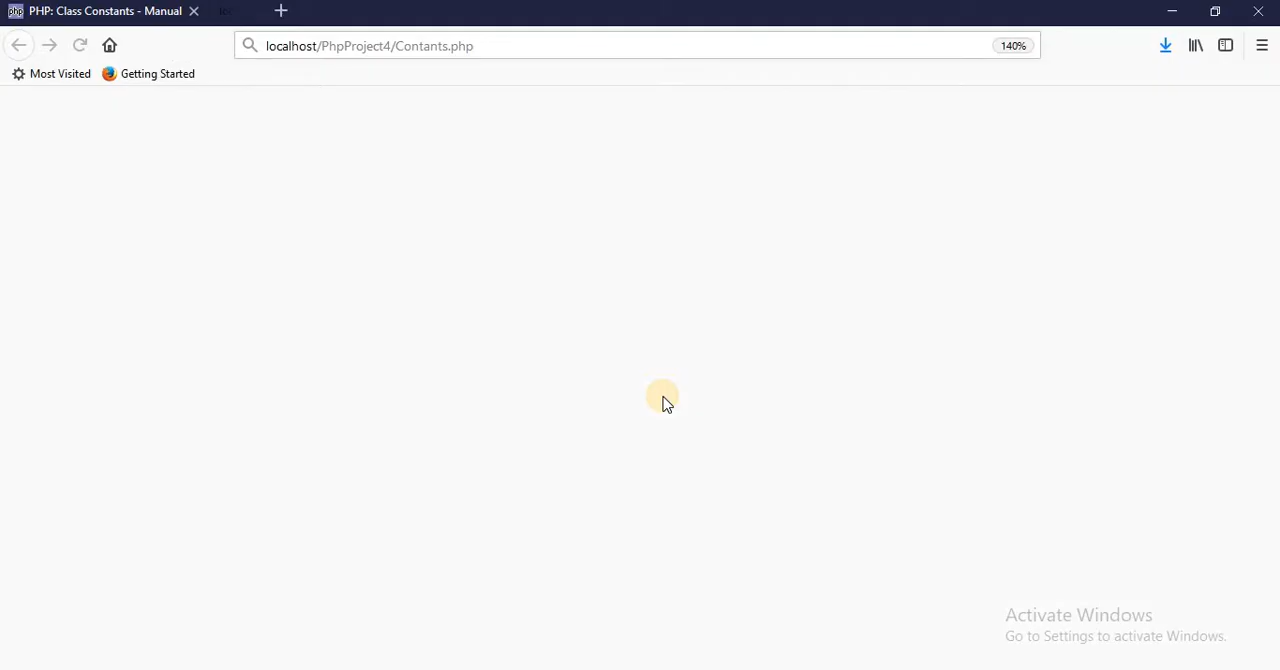 php PHP: Class Constants - Manual
localhost/PhpProject4/Contants.php 140%
Most Visited Getting Started
Activate Windows
Go to Settings to activate Windows.